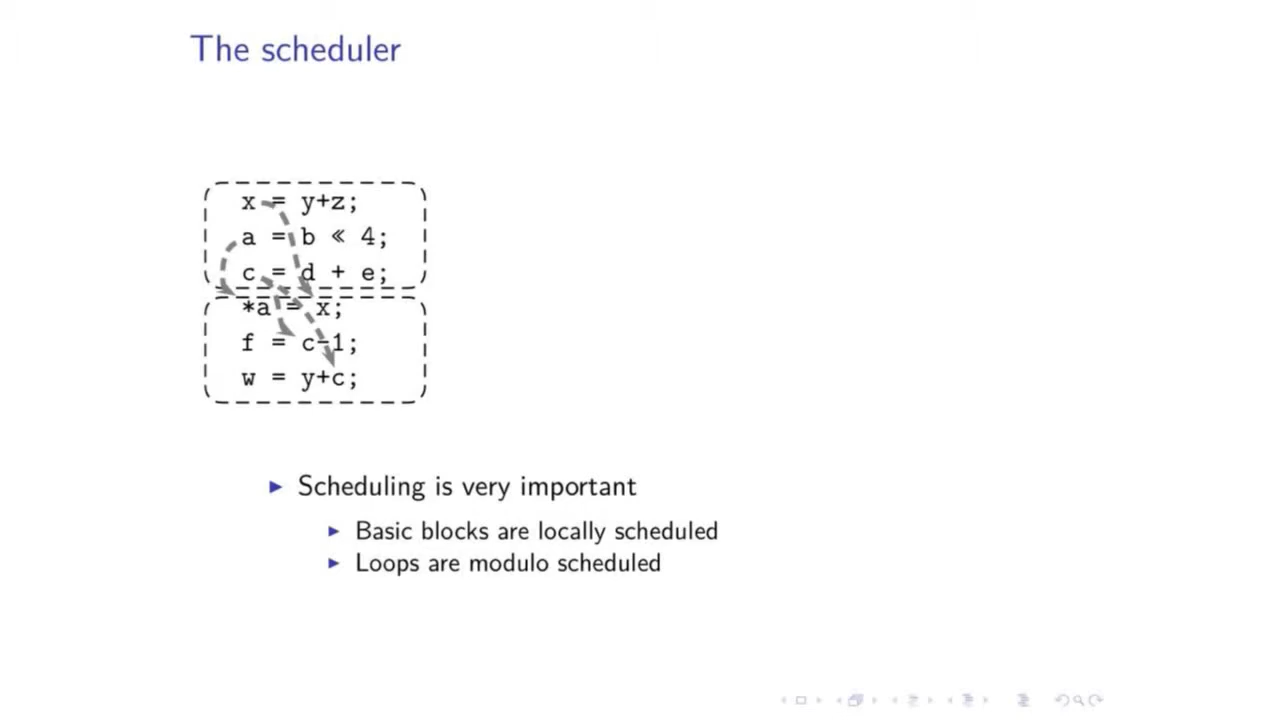 The scheduler
x = y+z;
a = b ≪ 4;
c = d + e;
*a = x;
f = c-1;
w = y+c;
Scheduling is very important
Basic blocks are locally scheduled
Loops are modulo scheduled